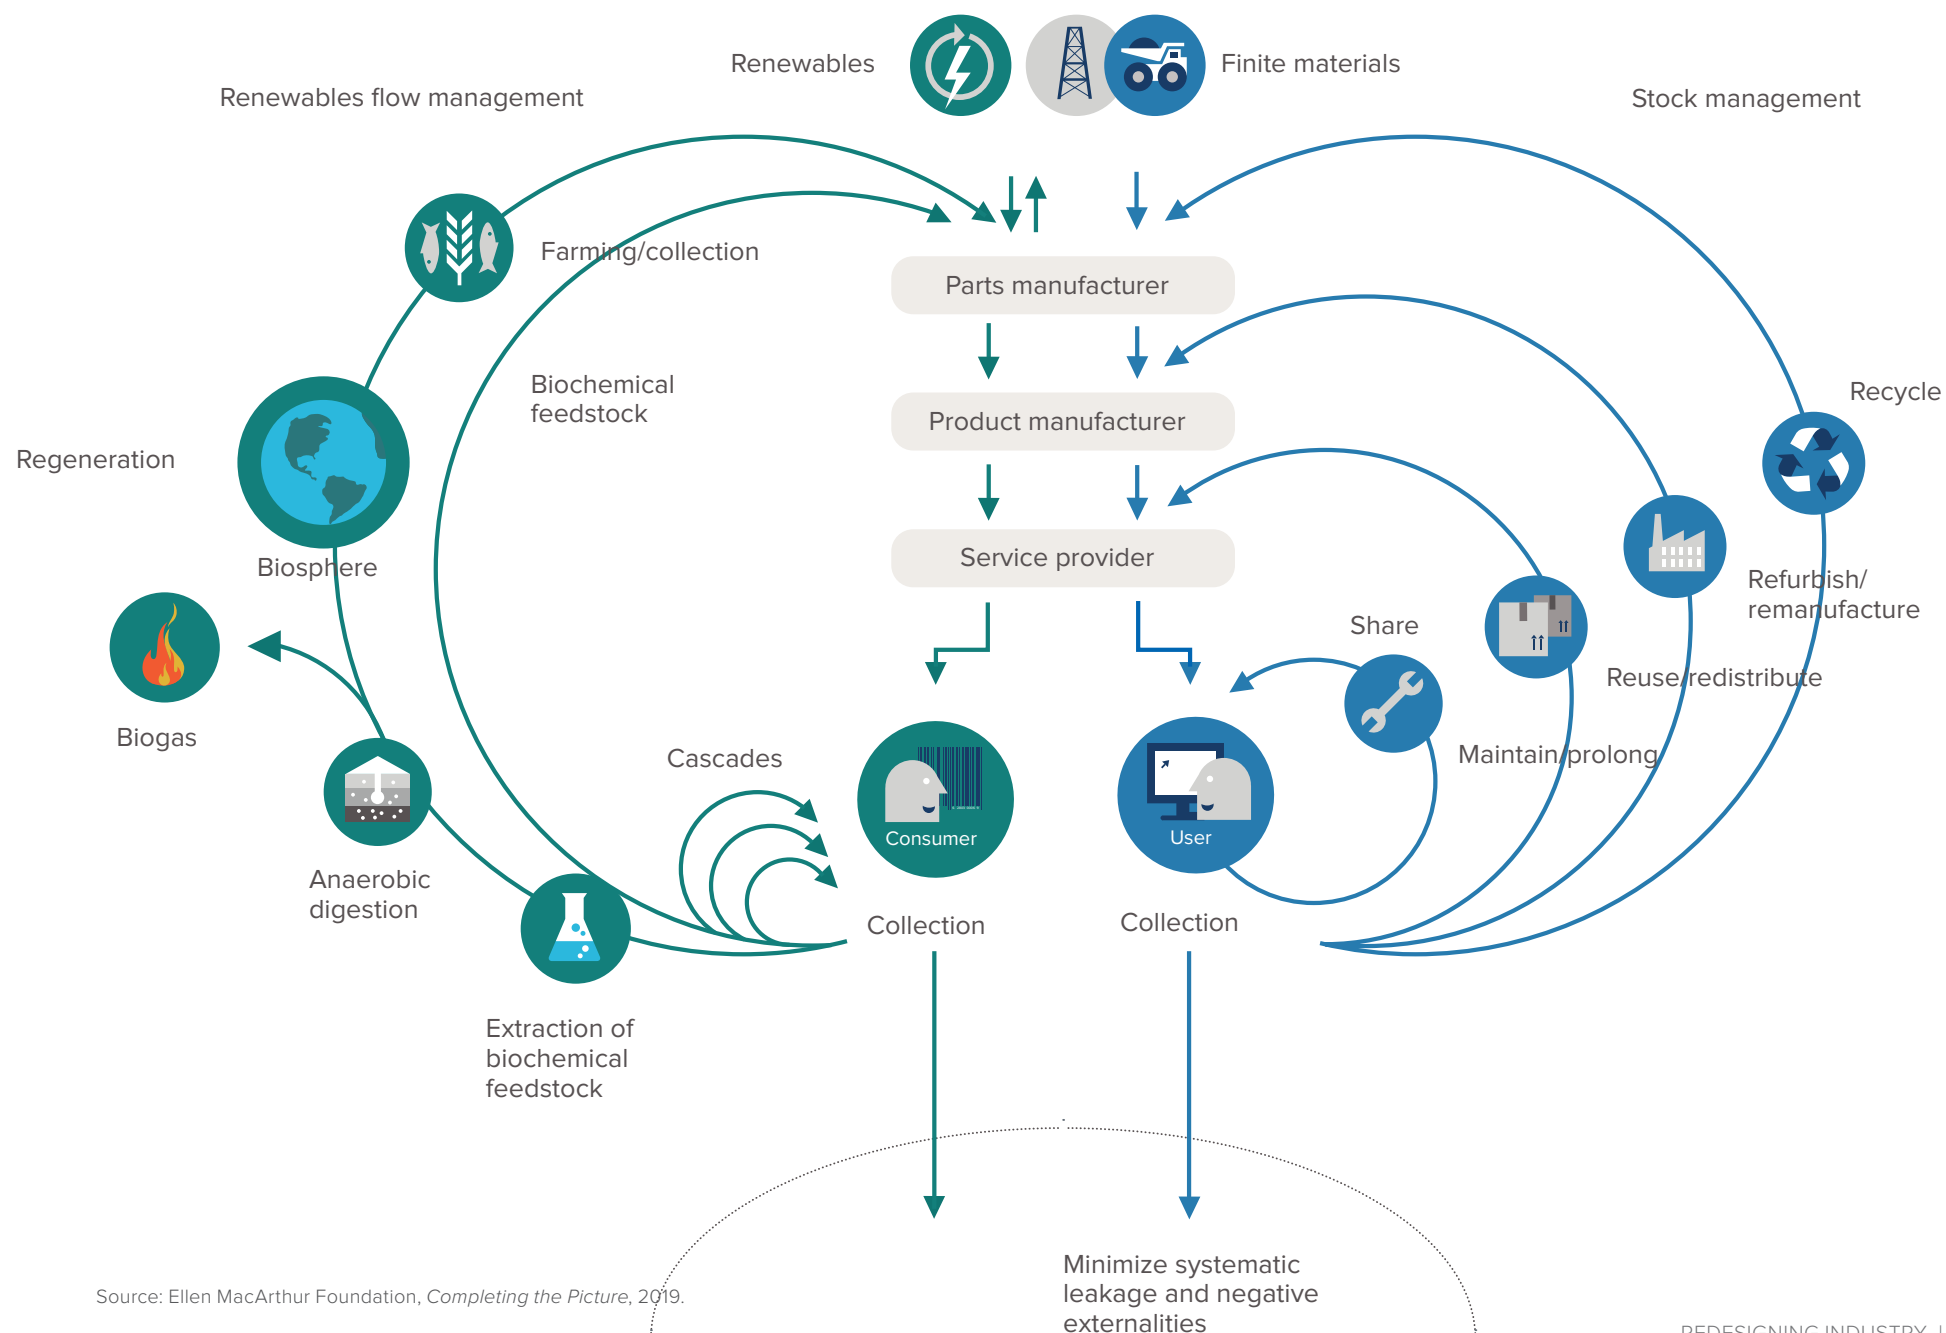 Renewables
Finite materials
Renewables flow management
Stock management
Farming/collection
Parts manufacturer
Biochemical
feedstock
Recycle
Product manufacturer
Regeneration
Service provider
Biosphere
Refurbish/
remanufacture
Share
Reuse/redistribute
Biogas
Maintain/prolong
Cascades
Consumer
User
Anaerobic
digestion
Collection
Collection
Extraction of
biochemical
feedstock
Minimize systematic
leakage and negative
externalities
Source: Ellen MacArthur Foundation, Completing the Picture, 2019.
REDESIGNING INDUSTRY |